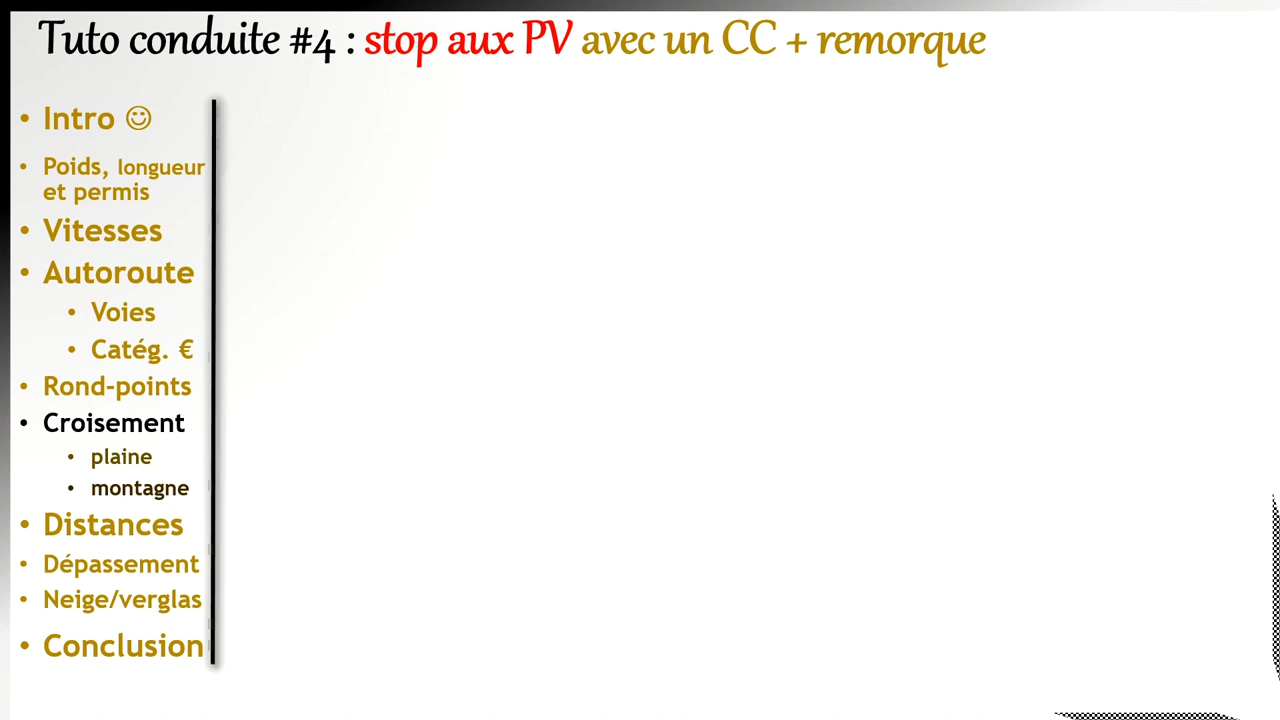 Tuto conduite #4 : stop aux PV avec un CC + remorque
• Intro ☺
• Poids, longueur
et permis
• Vitesses
• Autoroute
• Voies
• Catég. €
• Rond-points
• Croisement
• plaine
• montagne
• Distances
• Dépassement
• Neige/verglas
• Conclusion